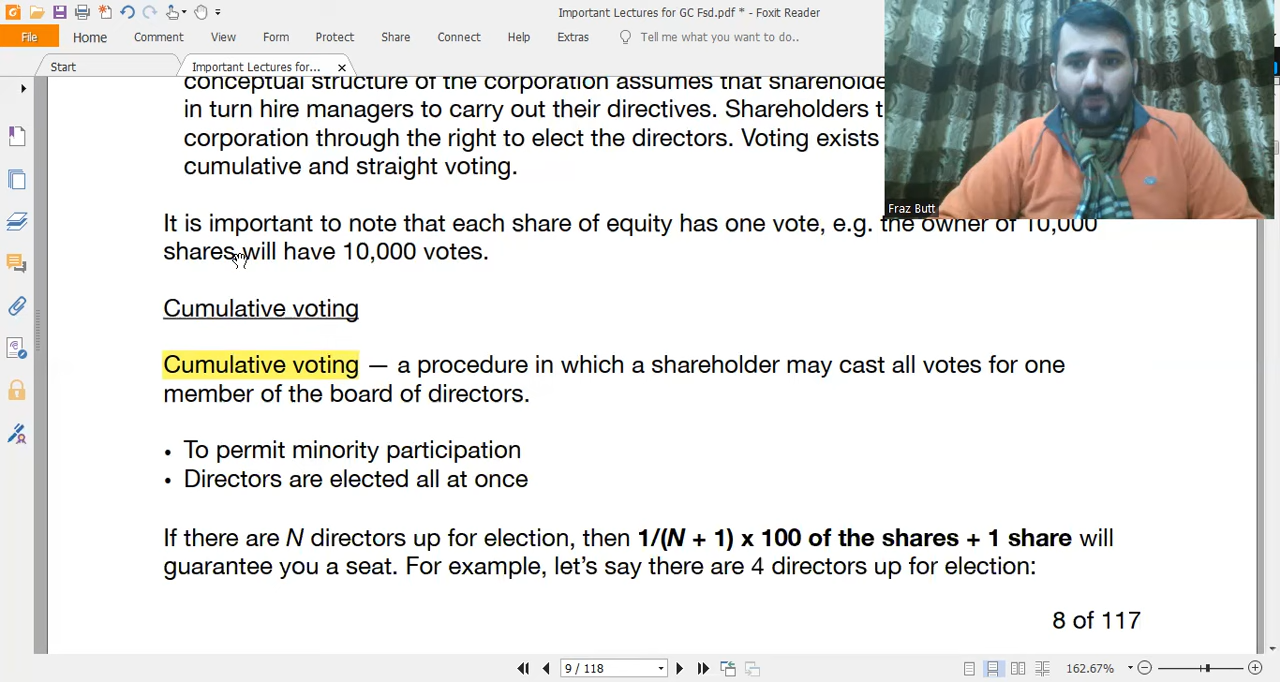 Important Lectures for GC Fsd.pdf * - Foxit Reader
File Home Comment View Form Protect Share Connect Help Extras Tell me what you want to do..
Start Important Lectures for...
conceptual structure of the corporation assumes that
in turn hire managers to carry out their directives. Shareholders
corporation through the right to elect the directors. Voting exists
cumulative and straight voting.
Fraz Butt
It is important to note that each share of equity has one vote, e.g. the owner of 10,000
shares will have 10,000 votes.
Cumulative voting
Cumulative voting — a procedure in which a shareholder may cast all votes for one
member of the board of directors.
• To permit minority participation
• Directors are elected all at once
If there are N directors up for election, then 1/(N + 1) x 100 of the shares + 1 share will
guarantee you a seat. For example, let's say there are 4 directors up for election:
8 of 117
9 / 118
162.67%